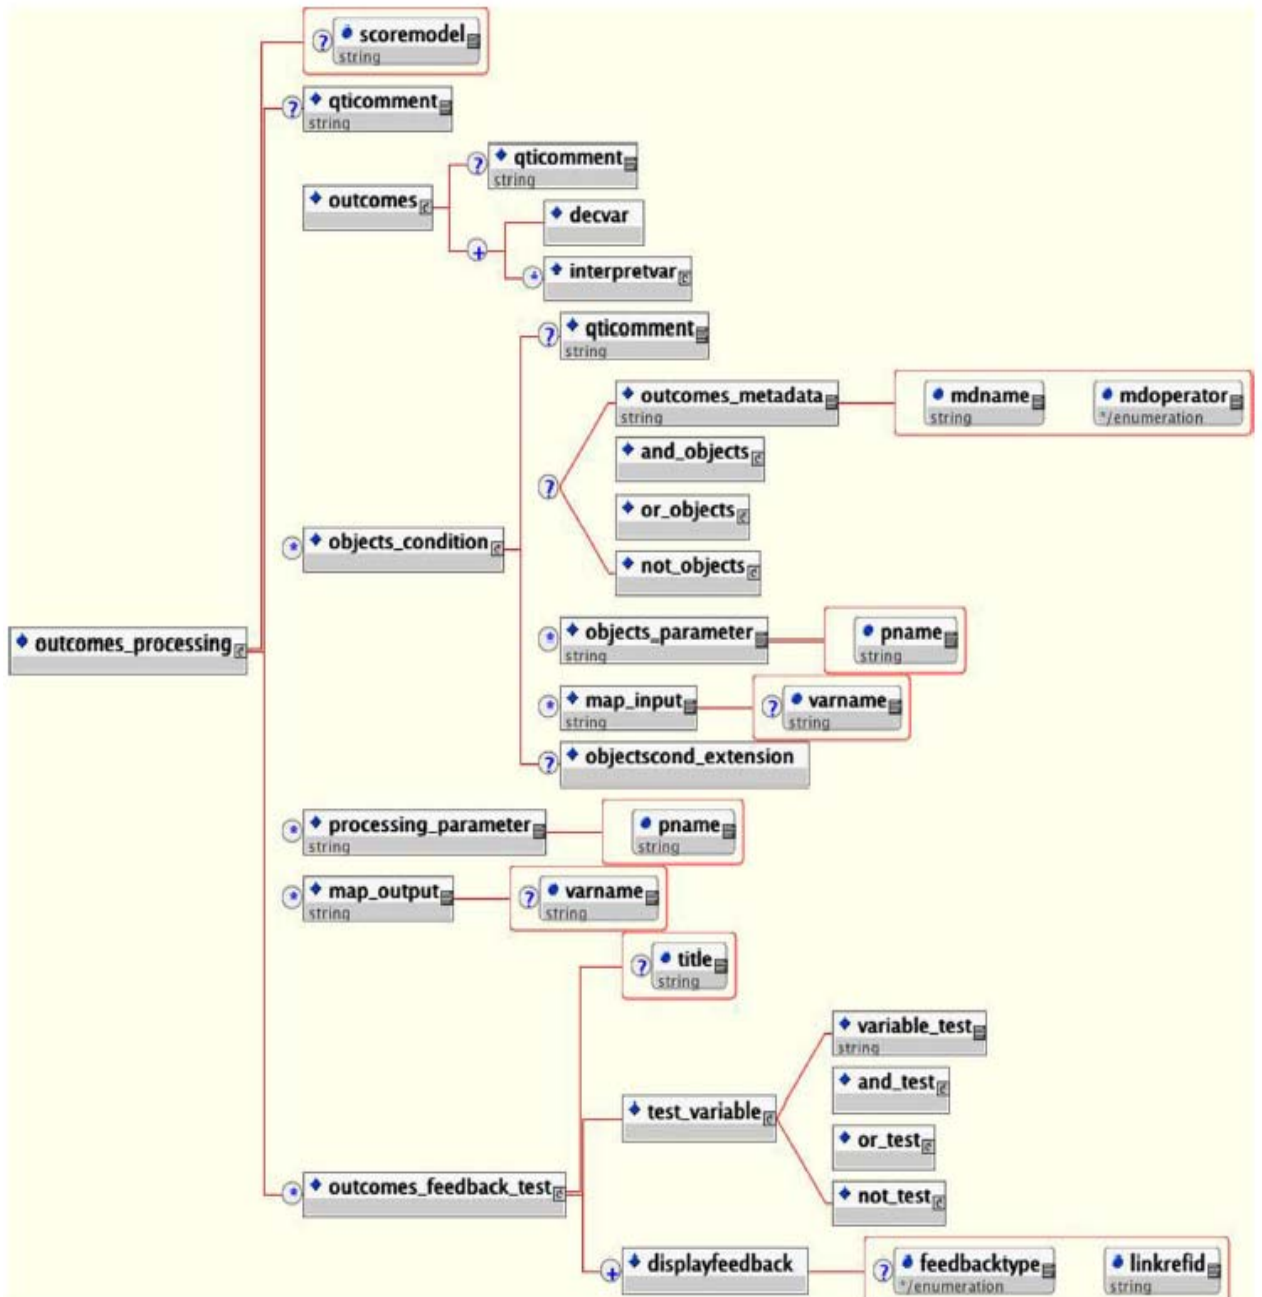 ? scoremodel
string
? qticomment
string
? qticomment
string
outcomes
decvar
+
* interpretvar
? qticomment
string
outcomes_metadata mdname mdoperator
string string */enumeration
and_objects
?
or_objects
* objects_condition
not_objects
* objects_parameter pname
string string
outcomes_processing
* map_input ? varname
string string
? objectscond_extension
* processing_parameter pname
string string
* map_output ? varname
string string
? title
string
variable_test
string
and_test
test_variable
or_test
* outcomes_feedback_test
not_test
+ displayfeedback ? feedbacktype linkrefid
*/enumeration string